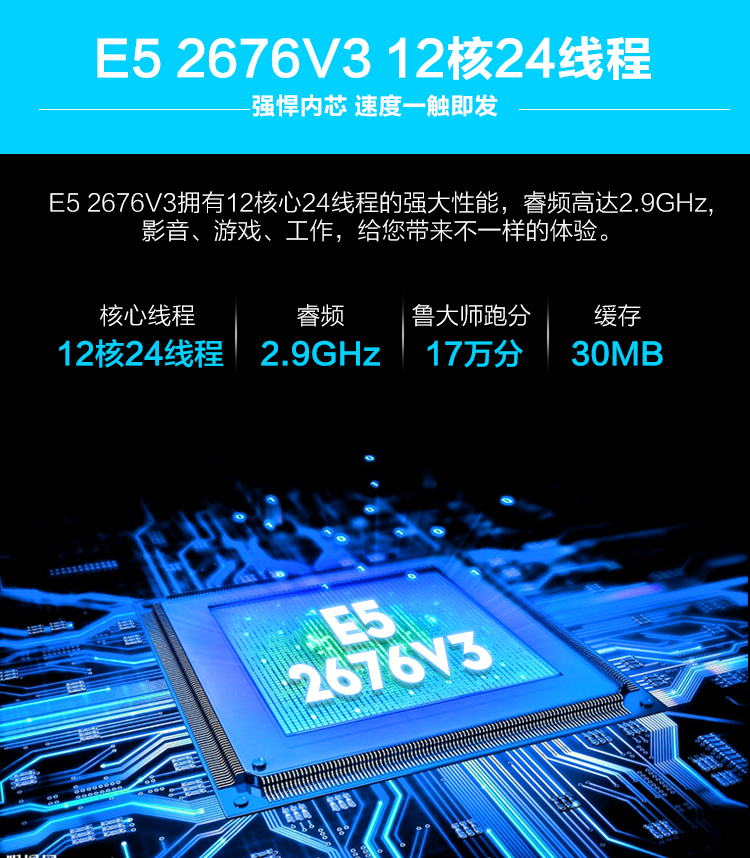 E5 2676V3 12核24线程
强悍内芯 速度一触即发
E5 2676V3拥有12核心24线程的强大性能，睿频高达2.9GHz,
影音、游戏、工作，给您带来不一样的体验。
核心线程 睿频 鲁大师跑分 缓存
12核24线程 2.9GHz 17万分 30MB
E5
2676V3